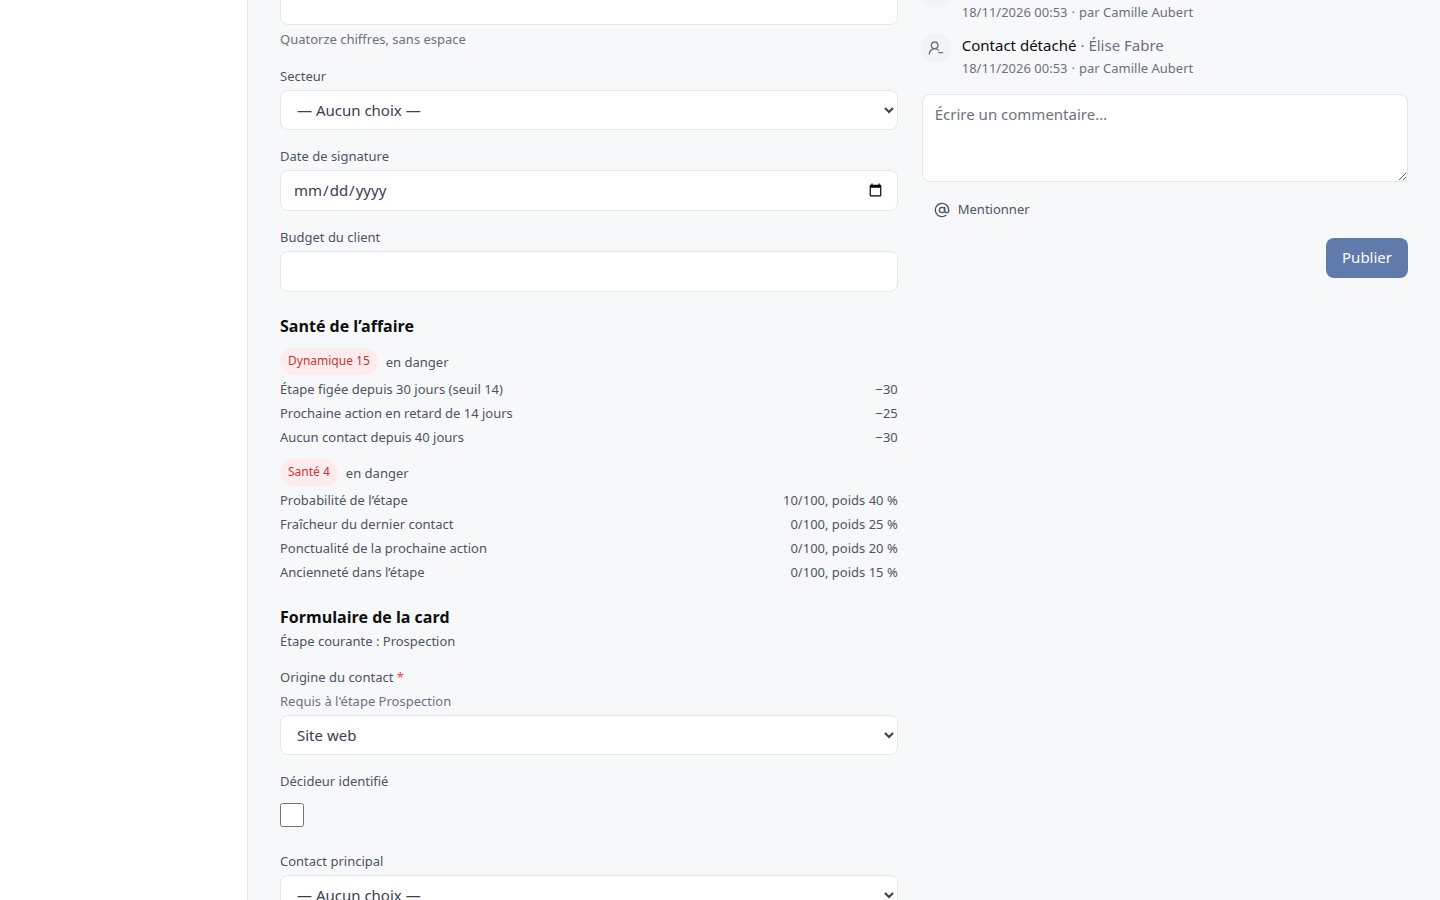 Quatorze chiffres, sans espace
Secteur
— Aucun choix —
Date de signature
mm/dd/yyyy
Budget du client
Santé de l’affaire
Dynamique 15 en danger
Étape figée depuis 30 jours (seuil 14) −30
Prochaine action en retard de 14 jours −25
Aucun contact depuis 40 jours −30
Santé 4 en danger
Probabilité de l’étape 10/100, poids 40 %
Fraîcheur du dernier contact 0/100, poids 25 %
Ponctualité de la prochaine action 0/100, poids 20 %
Ancienneté dans l’étape 0/100, poids 15 %
Formulaire de la card
Étape courante : Prospection
Origine du contact *
Requis à l'étape Prospection
Site web
Décideur identifié
Contact principal
— Aucun choix —
18/11/2026 00:53 · par Camille Aubert
Contact détaché · Élise Fabre
18/11/2026 00:53 · par Camille Aubert
Écrire un commentaire…
Mentionner
Publier